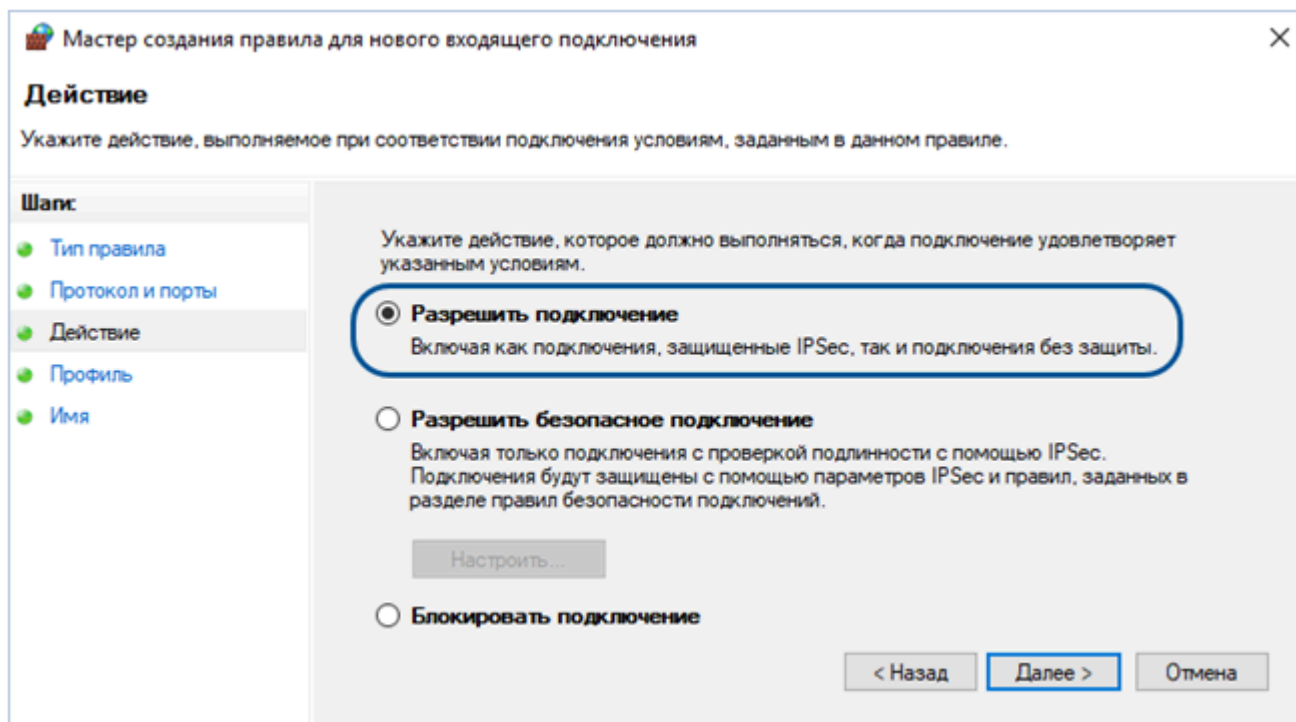 Мастер создания правила для нового входящего подключения
Действие
Укажите действие, выполняемое при соответствии подключения условиям, заданным в данном правиле.
Шаги:
Тип правила
Протокол и порты
Действие
Профиль
Имя
Укажите действие, которое должно выполняться, когда подключение удовлетворяет
указанным условиям.
Разрешить подключение
Включая как подключения, защищенные IPSec, так и подключения без защиты.
Разрешить безопасное подключение
Включая только подключения с проверкой подлинности с помощью IPSec.
Подключения будут защищены с помощью параметров IPSec и правил, заданных в
разделе правил безопасности подключений.
Настроить...
Блокировать подключение
< Назад
Далее >
Отмена